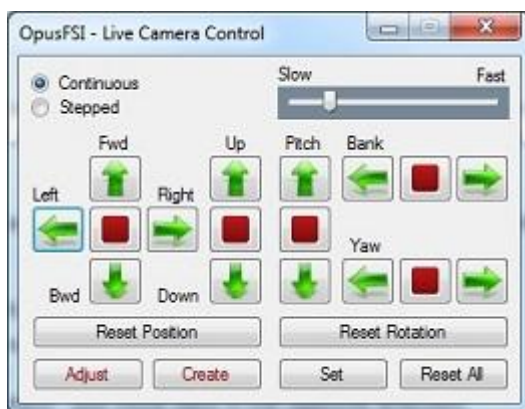 OpusFSI - Live Camera Control
Continuous
Stepped
Slow Fast
Fwd Up Pitch Bank
Left Right
Yaw
Bwd Down
Reset Position Reset Rotation
Adjust Create Set Reset All